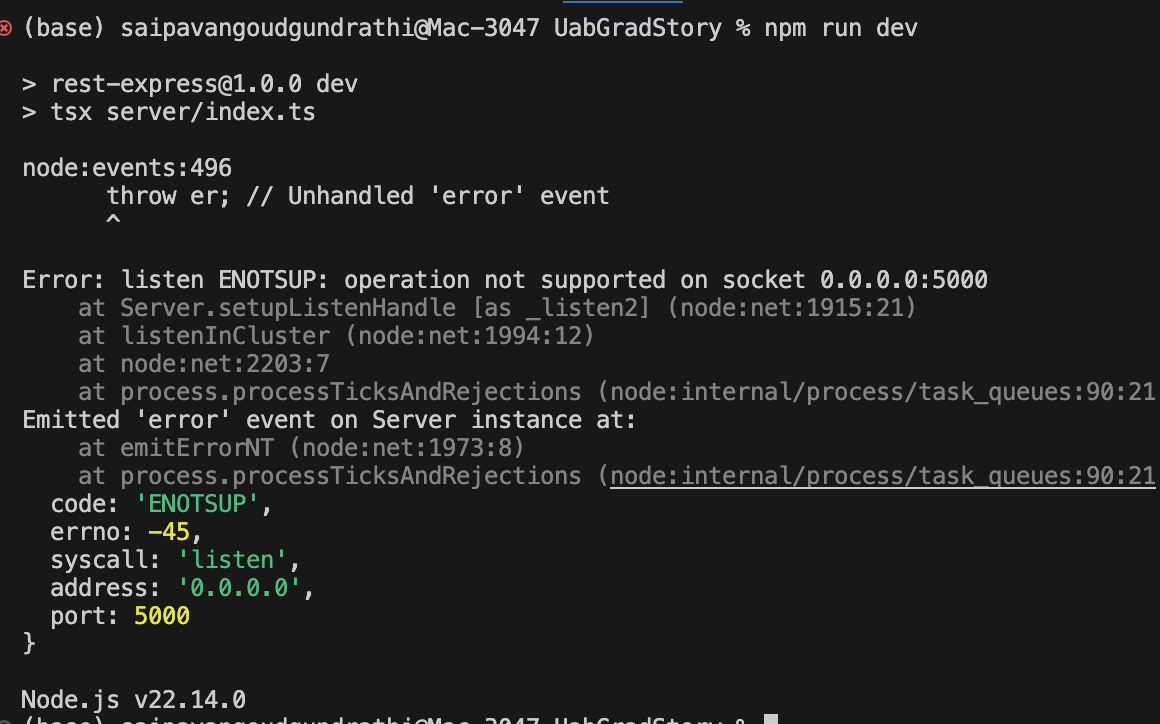 (base) saipavangoudgundrathi@Mac-3047 UabGradStory % npm run dev
> rest-express@1.0.0 dev
> tsx server/index.ts
node:events:496
throw er; // Unhandled 'error' event
^
Error: listen ENOTSUP: operation not supported on socket 0.0.0.0:5000
at Server.setupListenHandle [as _listen2] (node:net:1915:21)
at listenInCluster (node:net:1994:12)
at node:net:2203:7
at process.processTicksAndRejections (node:internal/process/task_queues:90:21
Emitted 'error' event on Server instance at:
at emitErrorNT (node:net:1973:8)
at process.processTicksAndRejections (node:internal/process/task_queues:90:21
code: 'ENOTSUP',
errno: -45,
syscall: 'listen',
address: '0.0.0.0',
port: 5000
}
Node.js v22.14.0
(base) saipavangoudgundrathi@Mac-3047 UabGradStory %